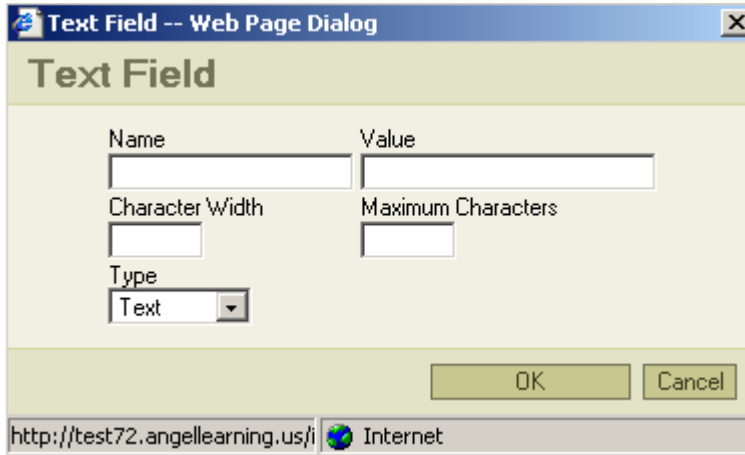 Text Field -- Web Page Dialog
Text Field
Name Value
Character Width Maximum Characters
Type
Text
OK Cancel
http://test72.angellearning.us/i Internet